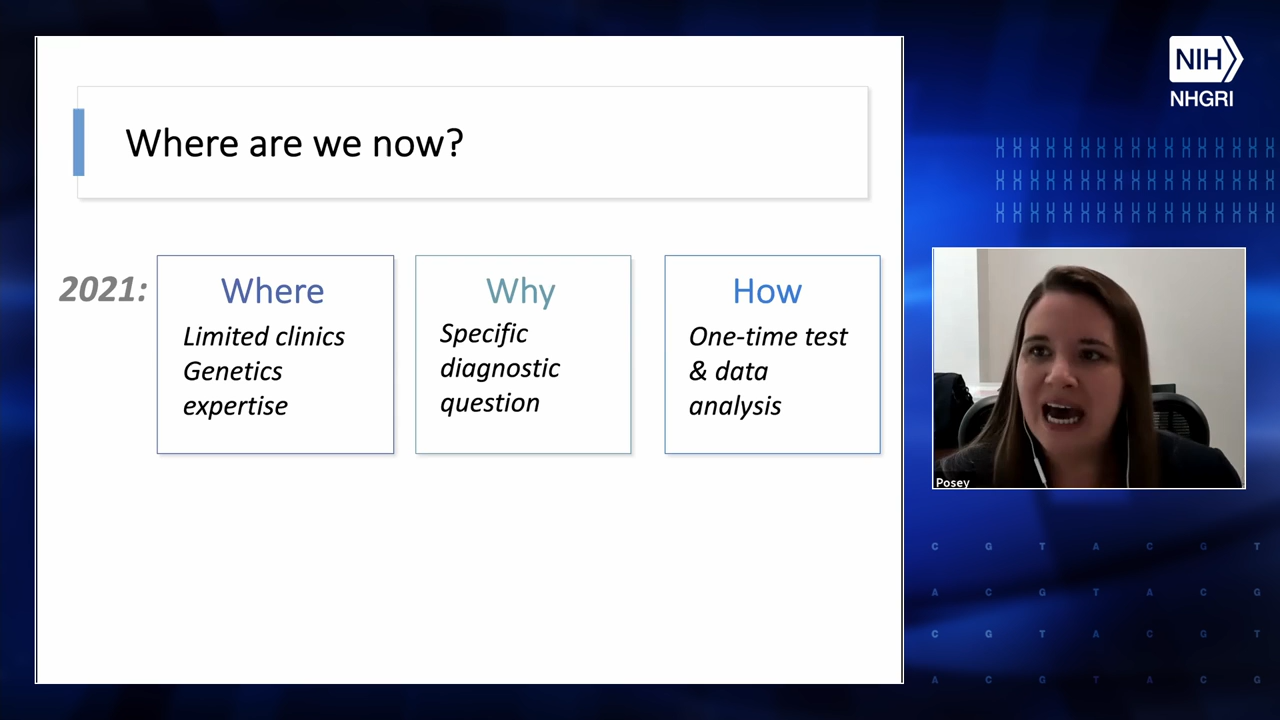 NIH
NHGRI
Where are we now?
2021:
Where
Limited clinics
Genetics
expertise
Why
Specific
diagnostic
question
How
One-time test
& data
analysis
Posey
C G T A C G T
A C G T A C G
C G T A C G T
A C G T A C G